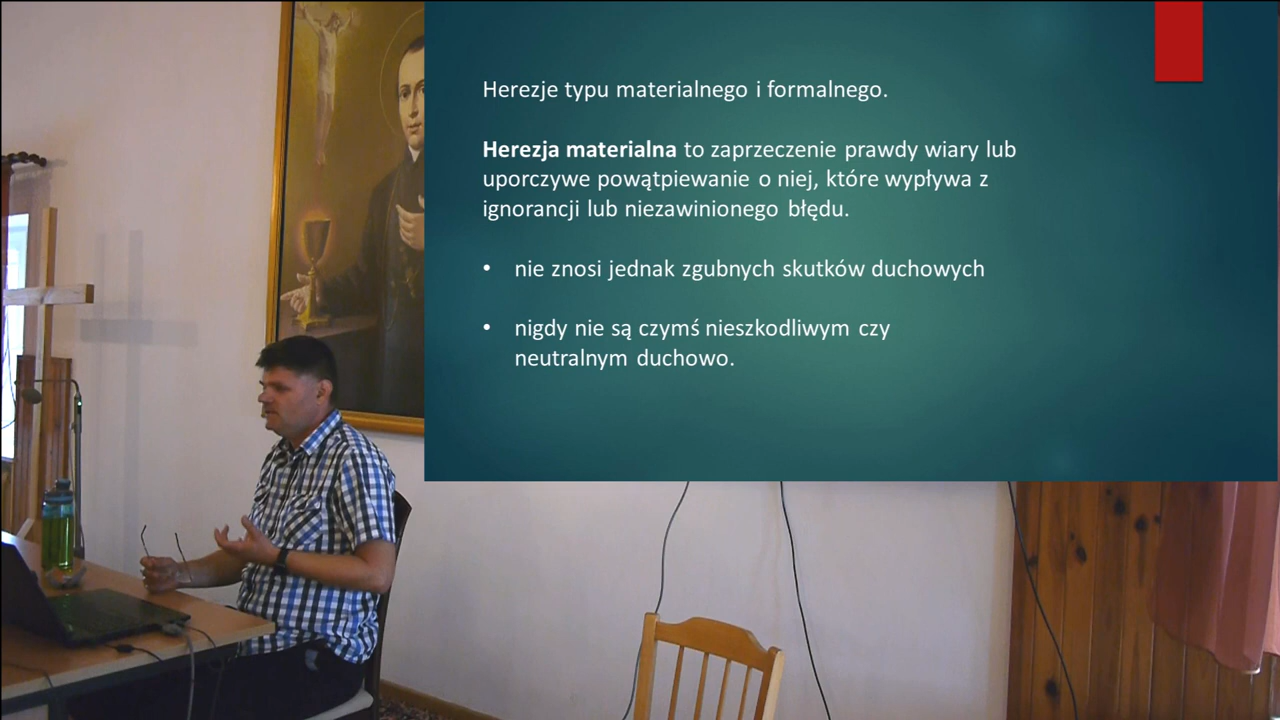 Herezje typu materialnego i formalnego.
Herezja materialna to zaprzeczenie prawdy wiary lub
uporczywe powątpiewanie o niej, które wypływa z
ignorancji lub niezawinionego błędu.
• nie znosi jednak zgubnych skutków duchowych
• nigdy nie są czymś nieszkodliwym czy
neutralnym duchowo.